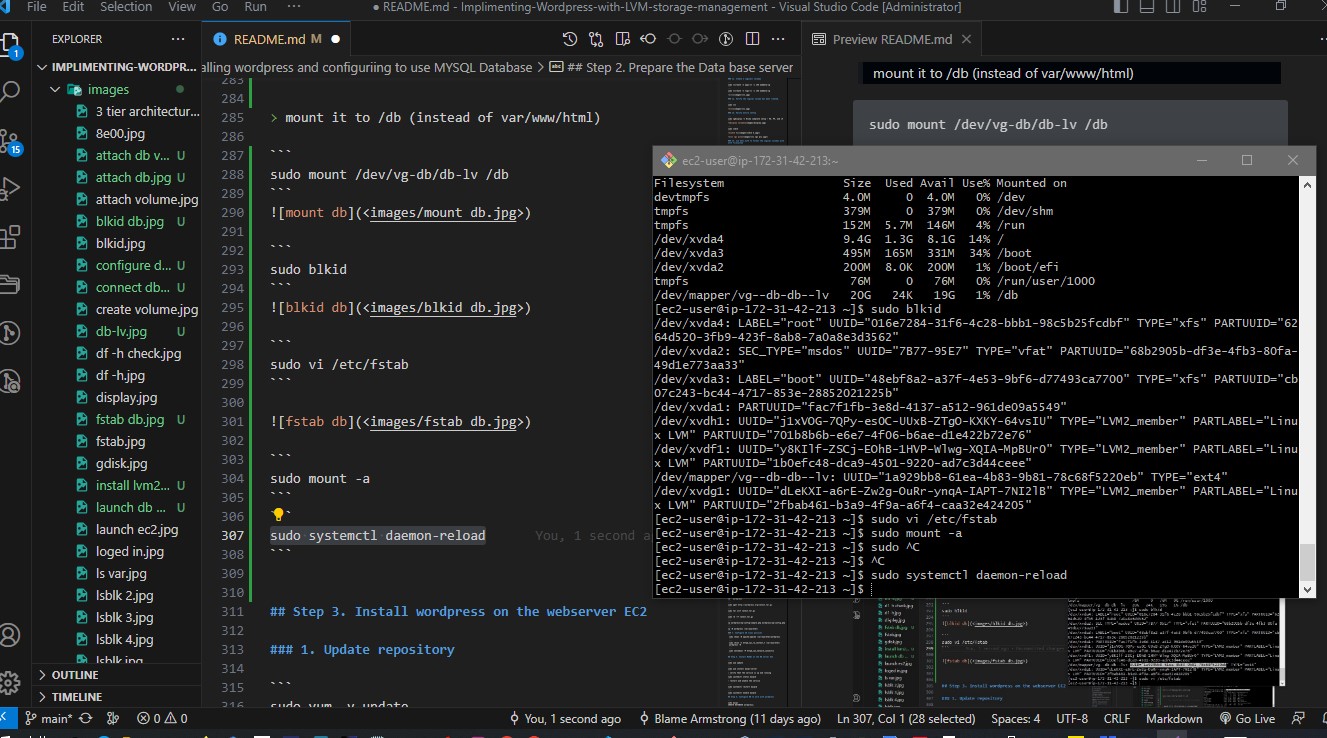 File Edit Selection View Go Run ··· ● README.md - Implimenting-Wordpress-with-LVM-storage-management - Visual Studio Code [Administrator]
EXPLORER ···
README.md M ●
Preview README.md ×
IMPLIMENTING-WORDPR...
alling wordpress and configuriing to use MYSQL Database > ## Step 2. Prepare the Data base server
images
3 tier architectur...
8e00.jpg
attach db v... U
attach db.jpg U
attach volume.jpg
blkid db.jpg U
blkid.jpg
configure d... U
connect db... U
create volume.jpg
db-lv.jpg U
df -h check.jpg
df -h.jpg
display.jpg
fstab db.jpg U
fstab.jpg
gdisk.jpg
install lvm2... U
launch db ... U
launch ec2.jpg
loged in.jpg
ls var.jpg
lsblk 2.jpg
lsblk 3.jpg
lsblk 4.jpg
lsblk.jpg
OUTLINE
TIMELINE
1
15
283
284
285 > mount it to /db (instead of var/www/html)
286
287 ```
288 sudo mount /dev/vg-db/db-lv /db
289 ```
290 ![mount db](<images/mount db.jpg>)
291
292 ```
293 sudo blkid
294 ```
295 ![blkid db](<images/blkid db.jpg>)
296
297 ```
298 sudo vi /etc/fstab
299 ```
300
301 ![fstab db](<images/fstab db.jpg>)
302
303 ```
304 sudo mount -a
305 ```
306 `
307 sudo systemctl daemon-reload You, 1 second a
308 ```
309
310
311 ## Step 3. Install wordpress on the webserver EC2
312
313 ### 1. Update repository
314
315 ```
316 sudo yum -y update
mount it to /db (instead of var/www/html)
sudo mount /dev/vg-db/db-lv /db
ec2-user@ip-172-31-42-213:~
Filesystem Size Used Avail Use% Mounted on
devtmpfs 4.0M 0 4.0M 0% /dev
tmpfs 379M 0 379M 0% /dev/shm
tmpfs 152M 5.7M 146M 4% /run
/dev/xvda4 9.4G 1.3G 8.1G 14% /
/dev/xvda3 495M 165M 331M 34% /boot
/dev/xvda2 200M 8.0K 200M 1% /boot/efi
tmpfs 76M 0 76M 0% /run/user/1000
/dev/mapper/vg--db-db--lv 20G 24K 19G 1% /db
[ec2-user@ip-172-31-42-213 ~]$ sudo blkid
/dev/xvda4: LABEL="root" UUID="016e7284-31f6-4c28-bbb1-98c5b25fcdbf" TYPE="xfs" PARTUUID="62
64d520-3fb9-423f-8ab8-7a0a8e3d3562"
/dev/xvda2: SEC_TYPE="msdos" UUID="7B77-95E7" TYPE="vfat" PARTUUID="68b2905b-df3e-4fb3-80fa-
49d1e773aa33"
/dev/xvda3: LABEL="boot" UUID="48ebf8a2-a37f-4e53-9bf6-d77493ca7700" TYPE="xfs" PARTUUID="cb
07c243-bc44-4717-853e-28852021225b"
/dev/xvda1: PARTUUID="fac7f1fb-3e8d-4137-a512-961de09a5549"
/dev/xvdh1: UUID="j1xVOG-7QPy-esOC-UUxB-ZTgO-KXKY-64vsIU" TYPE="LVM2_member" PARTLABEL="Linu
x LVM" PARTUUID="701b8b6b-e6e7-4f06-b6ae-d1e422b72e76"
/dev/xvdf1: UUID="y8KIlf-ZSCj-EOhB-1HVP-Wlwg-XQIA-MpBUr0" TYPE="LVM2_member" PARTLABEL="Linu
x LVM" PARTUUID="1b0efc48-dca9-4501-9220-ad7c3d44ceee"
/dev/mapper/vg--db-db--lv: UUID="1a929bb8-61ea-4b83-9b81-78c68f5220eb" TYPE="ext4"
/dev/xvdg1: UUID="dLeKXI-a6rE-Zw2g-OuRr-ynqA-IAPT-7NI2lB" TYPE="LVM2_member" PARTLABEL="Linu
x LVM" PARTUUID="2fbab461-b3a9-4f9a-a6f4-caa32e424205"
[ec2-user@ip-172-31-42-213 ~]$ sudo vi /etc/fstab
[ec2-user@ip-172-31-42-213 ~]$ sudo mount -a
[ec2-user@ip-172-31-42-213 ~]$ sudo ^C
[ec2-user@ip-172-31-42-213 ~]$ ^C
[ec2-user@ip-172-31-42-213 ~]$ sudo systemctl daemon-reload
[ec2-user@ip-172-31-42-213 ~]$
main* 0 0 You, 1 second ago Blame Armstrong (11 days ago) Ln 307, Col 1 (28 selected) Spaces: 4 UTF-8 CRLF Markdown Go Live